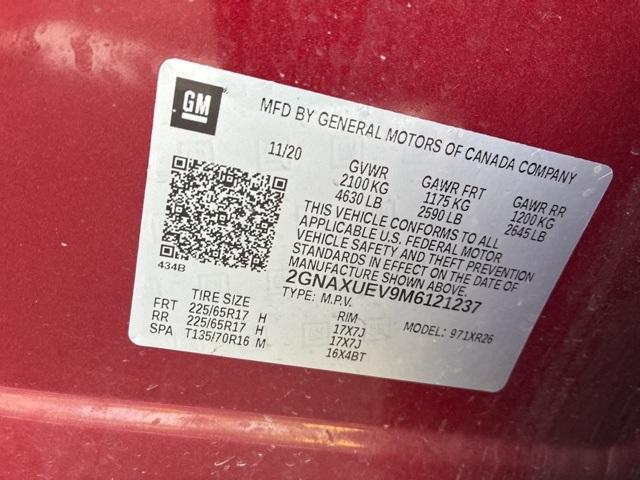 GM
MFD BY GENERAL MOTORS OF CANADA COMPANY
11/20
GVWR
2100 KG
4630 LB
GAWR FRT
1175 KG
2590 LB
GAWR RR
1200 KG
2645 LB
THIS VEHICLE CONFORMS TO ALL
APPLICABLE U.S. FEDERAL MOTOR
VEHICLE SAFETY AND THEFT PREVENTION
STANDARDS IN EFFECT ON THE DATE OF
MANUFACTURE SHOWN ABOVE.
2GNAXUEV9M6121237
434B
TYPE: M.P.V.
MODEL: 971XR26
TIRE SIZE RIM
FRT 225/65R17 H 17X7J
RR 225/65R17 H 17X7J
SPA T135/70R16 M 16X4BT